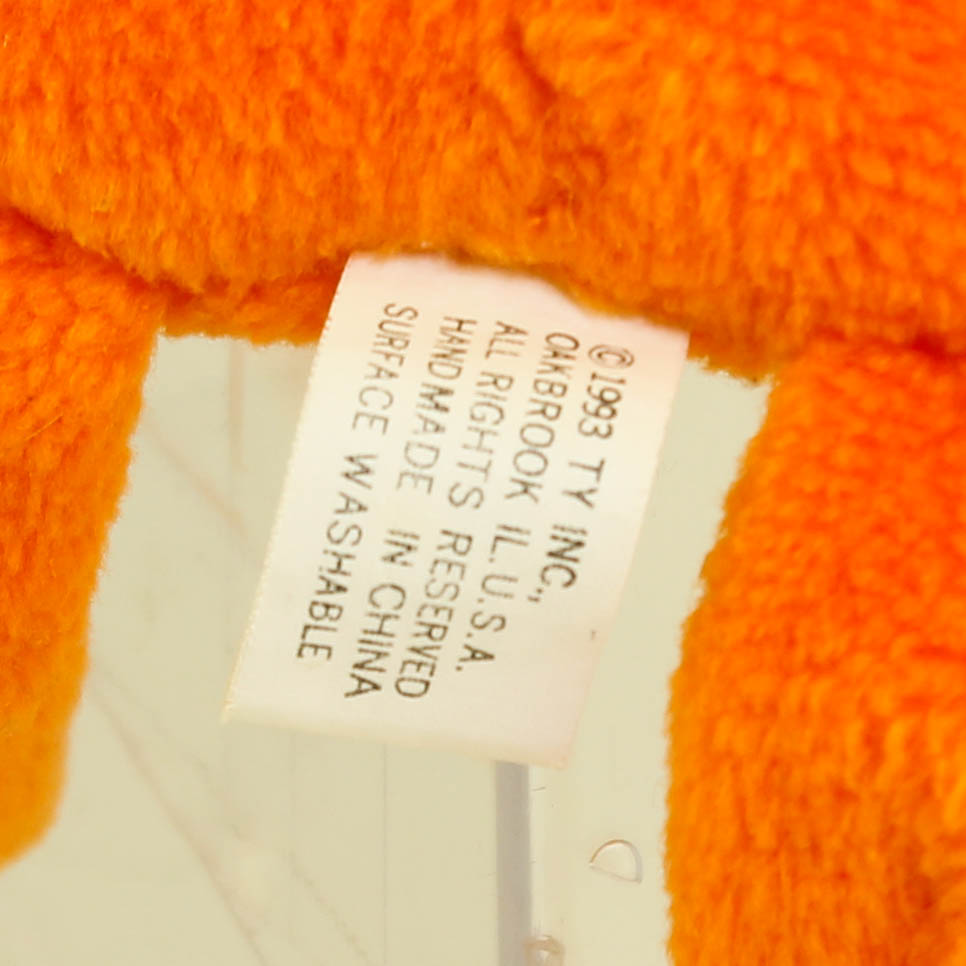 © 1993 TY INC.,
OAKBROOK IL. U.S.A.
ALL RIGHTS RESERVED
HANDMADE IN CHINA
SURFACE WASHABLE